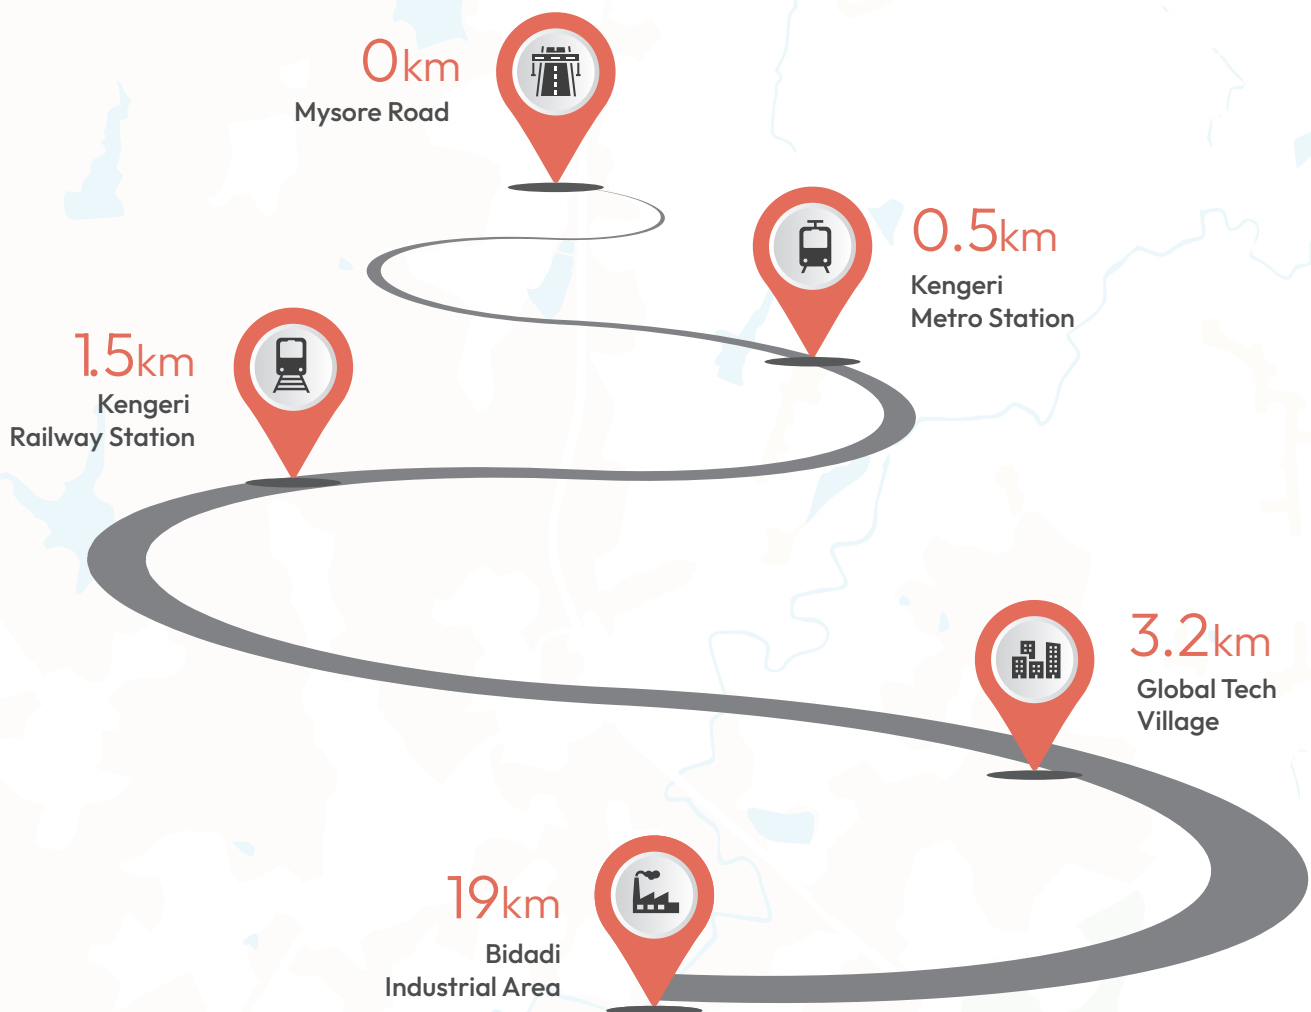 0km
Mysore Road
0.5km
Kengeri
Metro Station
1.5km
Kengeri
Railway Station
3.2km
Global Tech
Village
19km
Bidadi
Industrial Area